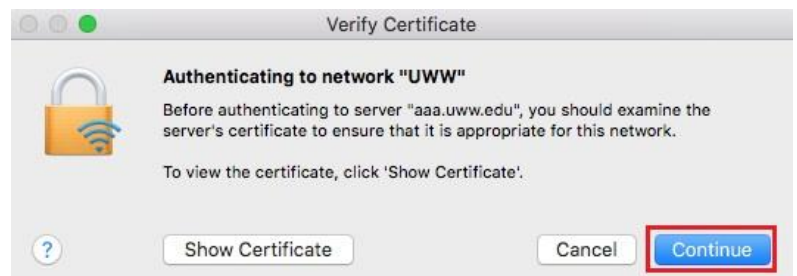 Verify Certificate
Authenticating to network "UWW"
Before authenticating to server "aaa.uww.edu", you should examine the
server's certificate to ensure that it is appropriate for this network.
To view the certificate, click 'Show Certificate'.
?
Show Certificate
Cancel
Continue